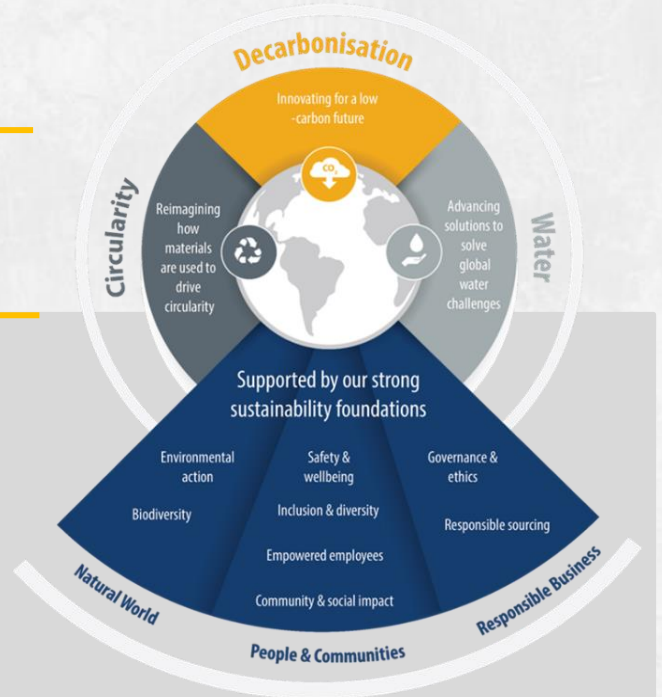 Decarbonisation
Innovating for a low
-carbon future
CO₂
Circularity
Reimagining
how
materials
are used to
drive
circularity
Water
Advancing
solutions to
solve
global
water
challenges
Supported by our strong
sustainability foundations
Environmental
action
Biodiversity
Safety &
wellbeing
Inclusion & diversity
Empowered employees
Community & social impact
Governance &
ethics
Responsible sourcing
Natural World
People & Communities
Responsible Business